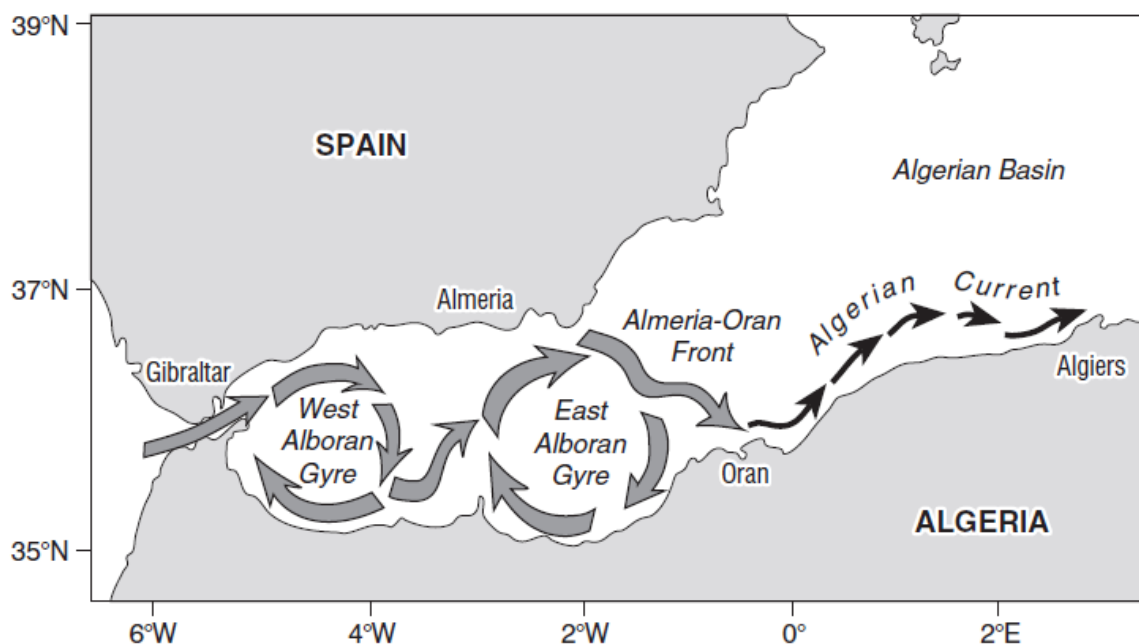 39°N
SPAIN
Algerian Basin
37°N
Almeria
Algerian Current
Almeria-Oran
Front
Gibraltar
Algiers
West
Alboran
Gyre
East
Alboran
Gyre
Oran
ALGERIA
35°N
6°W
4°W
2°W
0°
2°E